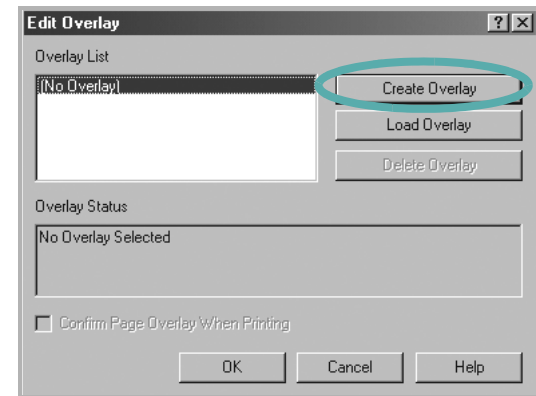 Edit Overlay
Overlay List
(No Overlay)
Create Overlay
Load Overlay
Delete Overlay
Overlay Status
No Overlay Selected
Confirm Page Overlay When Printing
OK Cancel Help